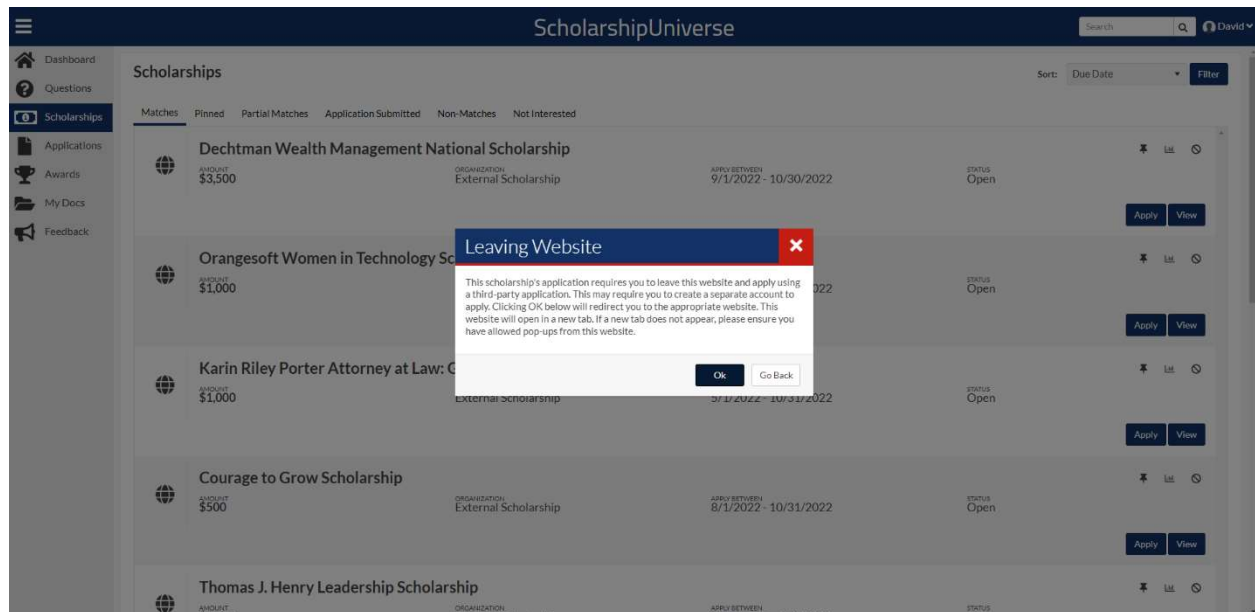 ScholarshipUniverse
Search
David
Dashboard
Questions
Scholarships
Applications
Awards
My Docs
Feedback
Scholarships
Sort: Due Date
Filter
Matches Pinned Partial Matches Application Submitted Non-Matches Not Interested
Dechtman Wealth Management National Scholarship
AMOUNT ORGANIZATION APPLY BETWEEN STATUS
$3,500 External Scholarship 9/1/2022 - 10/30/2022 Open
Apply View
Leaving Website
This scholarship's application requires you to leave this website and apply using
a third-party application. This may require you to create a separate account to
apply. Clicking OK below will redirect you to the appropriate website. This
website will open in a new tab. If a new tab does not appear, please ensure you
have allowed pop-ups from this website.
Ok Go Back
Orangesoft Women in Technology
AMOUNT STATUS
$1,000 Open
Apply View
Karin Riley Porter Attorney at Law:
AMOUNT STATUS
$1,000 External Scholarship 5/1/2022 - 10/31/2022 Open
Apply View
Courage to Grow Scholarship
AMOUNT ORGANIZATION APPLY BETWEEN STATUS
$500 External Scholarship 8/1/2022 - 10/31/2022 Open
Apply View
Thomas J. Henry Leadership Scholarship
AMOUNT ORGANIZATION APPLY BETWEEN STATUS